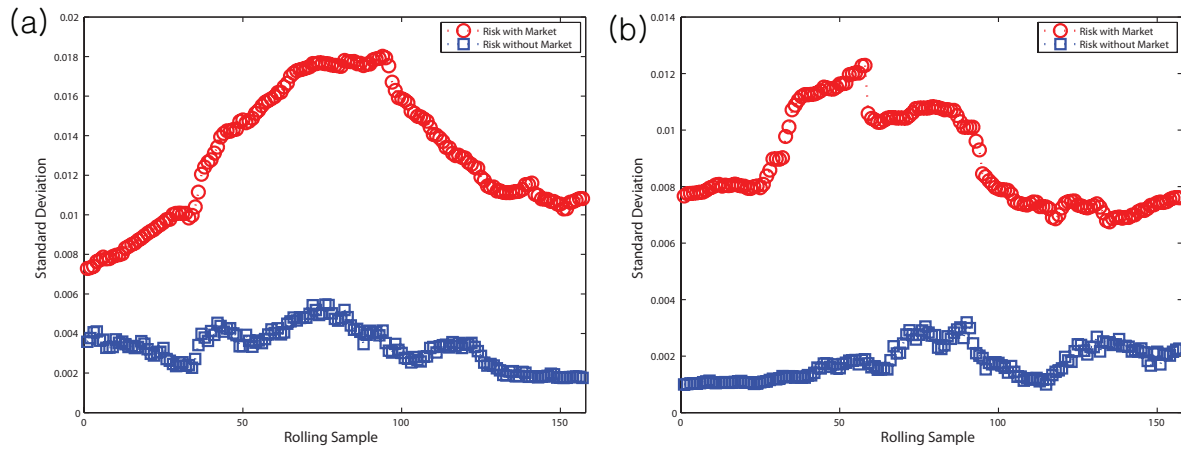 (a)
0.02
0.018
0.016
0.014
0.012
0.01
0.008
0.006
0.004
0.002
0
Standard Deviation
0
50
100
150
Rolling Sample
Risk with Market
Risk without Market
(b)
0.014
0.012
0.01
0.008
0.006
0.004
0.002
0
Standard Deviation
0
50
100
150
Rolling Sample
Risk with Market
Risk without Market